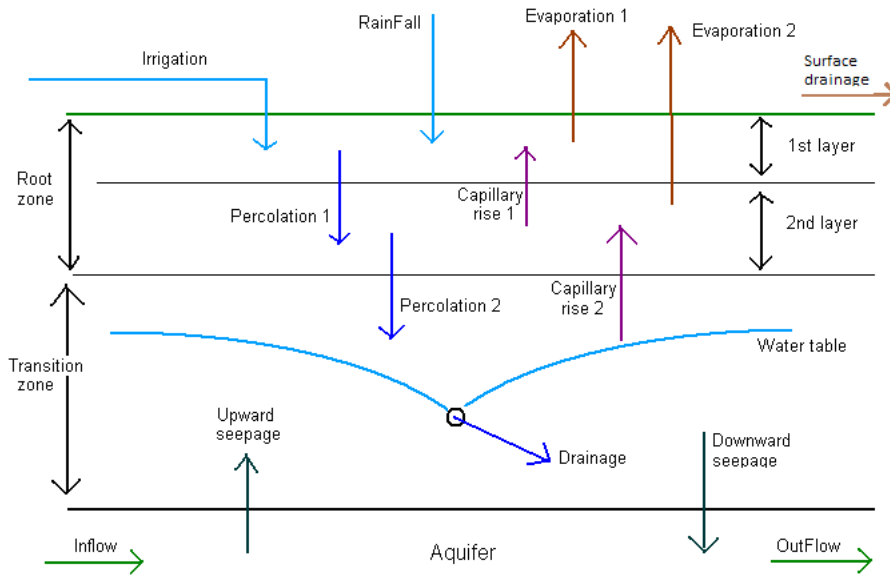 RainFall
Evaporation 1
Evaporation 2
Irrigation
Surface
drainage
1st layer
Root
zone
Percolation 1
Capillary
rise 1
2nd layer
Percolation 2
Capillary
rise 2
Water table
Transition
zone
Upward
seepage
Drainage
Downward
seepage
Inflow
Aquifer
OutFlow